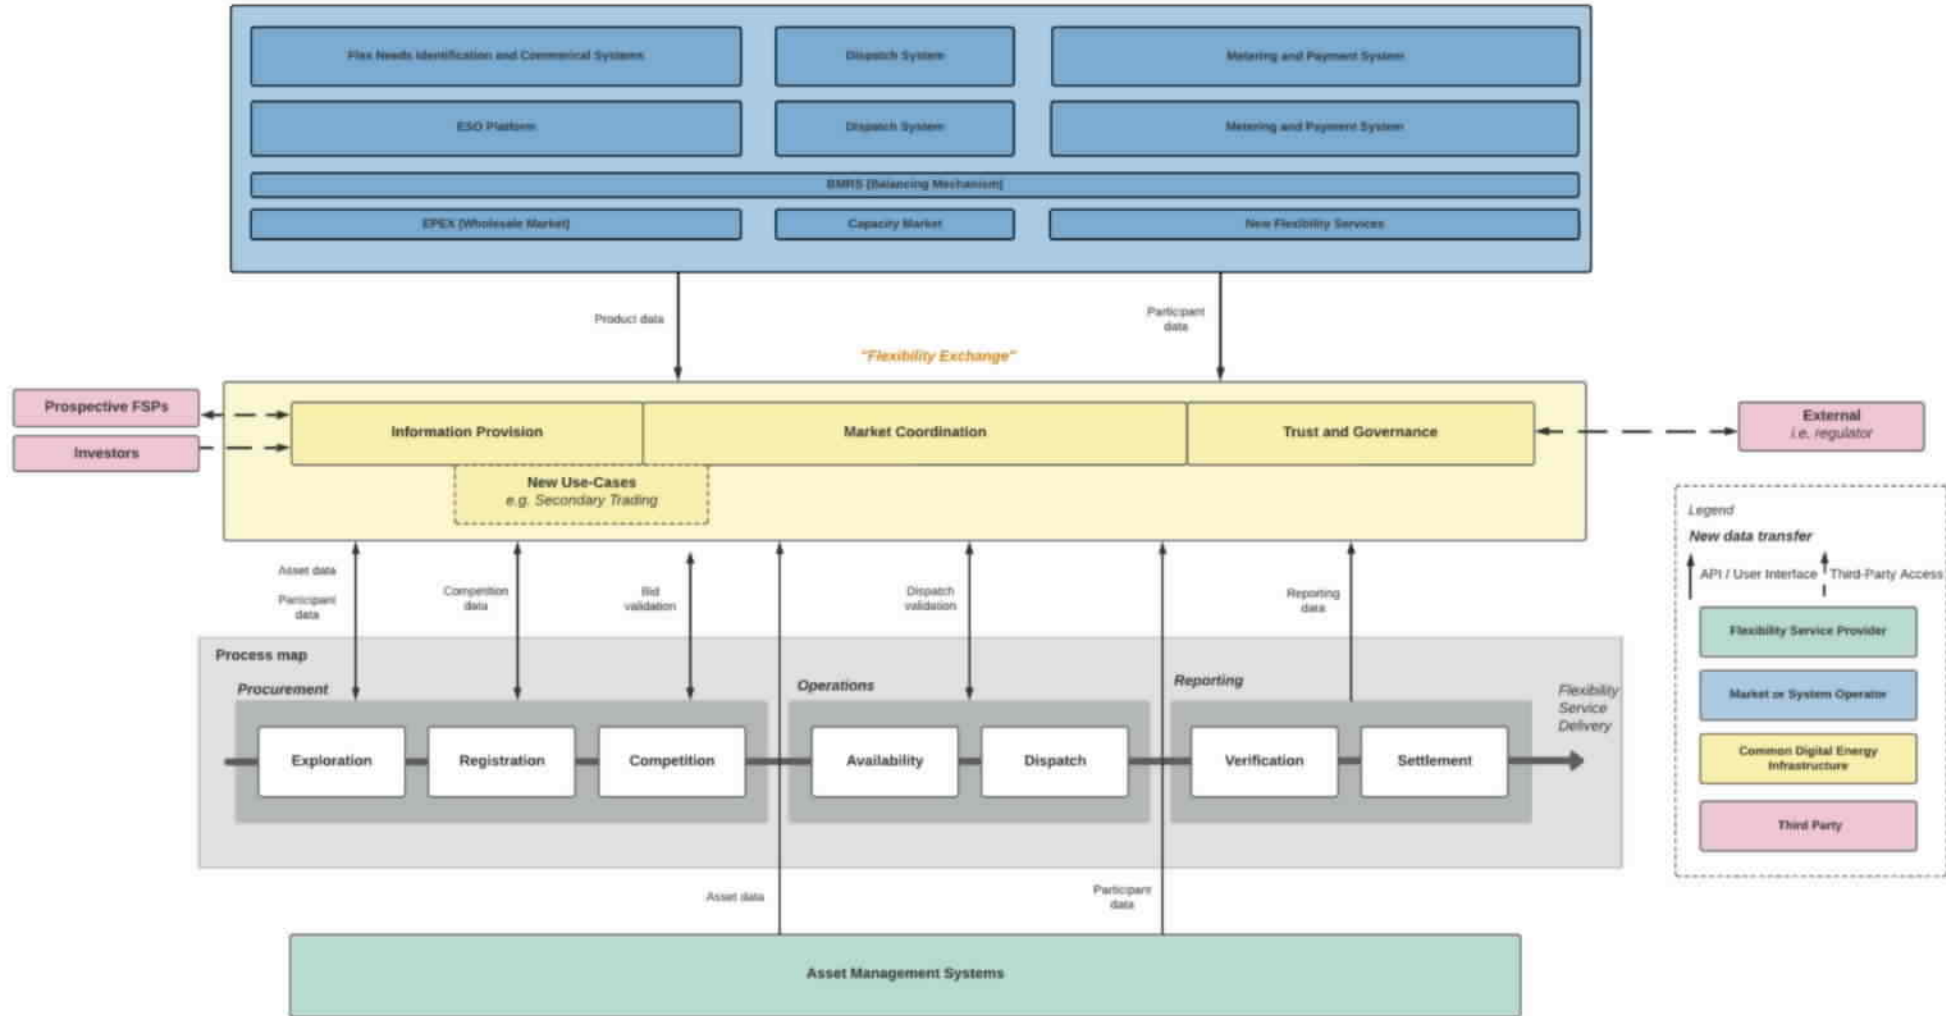 Flex Needs Identification and Commerical Systems
Dispatch System
Metering and Payment System
ESO Platform
Dispatch System
Metering and Payment System
BMRS (Balancing Mechanism)
EPEX (Wholesale Market)
Capacity Market
New Flexibility Services
Product data
Participant
data
"Flexibility Exchange"
Prospective FSPs
Investors
Information Provision
Market Coordination
Trust and Governance
External
i.e. regulator
New Use-Cases
e.g. Secondary Trading
Asset data
Participant
data
Competition
data
Bid
validation
Dispatch
validation
Reporting
data
Legend
New data transfer
API / User Interface
Third-Party Access
Flexibility Service Provider
Market or System Operator
Common Digital Energy
Infrastructure
Third Party
Process map
Procurement
Operations
Reporting
Flexibility
Service
Delivery
Exploration
Registration
Competition
Availability
Dispatch
Verification
Settlement
Asset data
Participant
data
Asset Management Systems